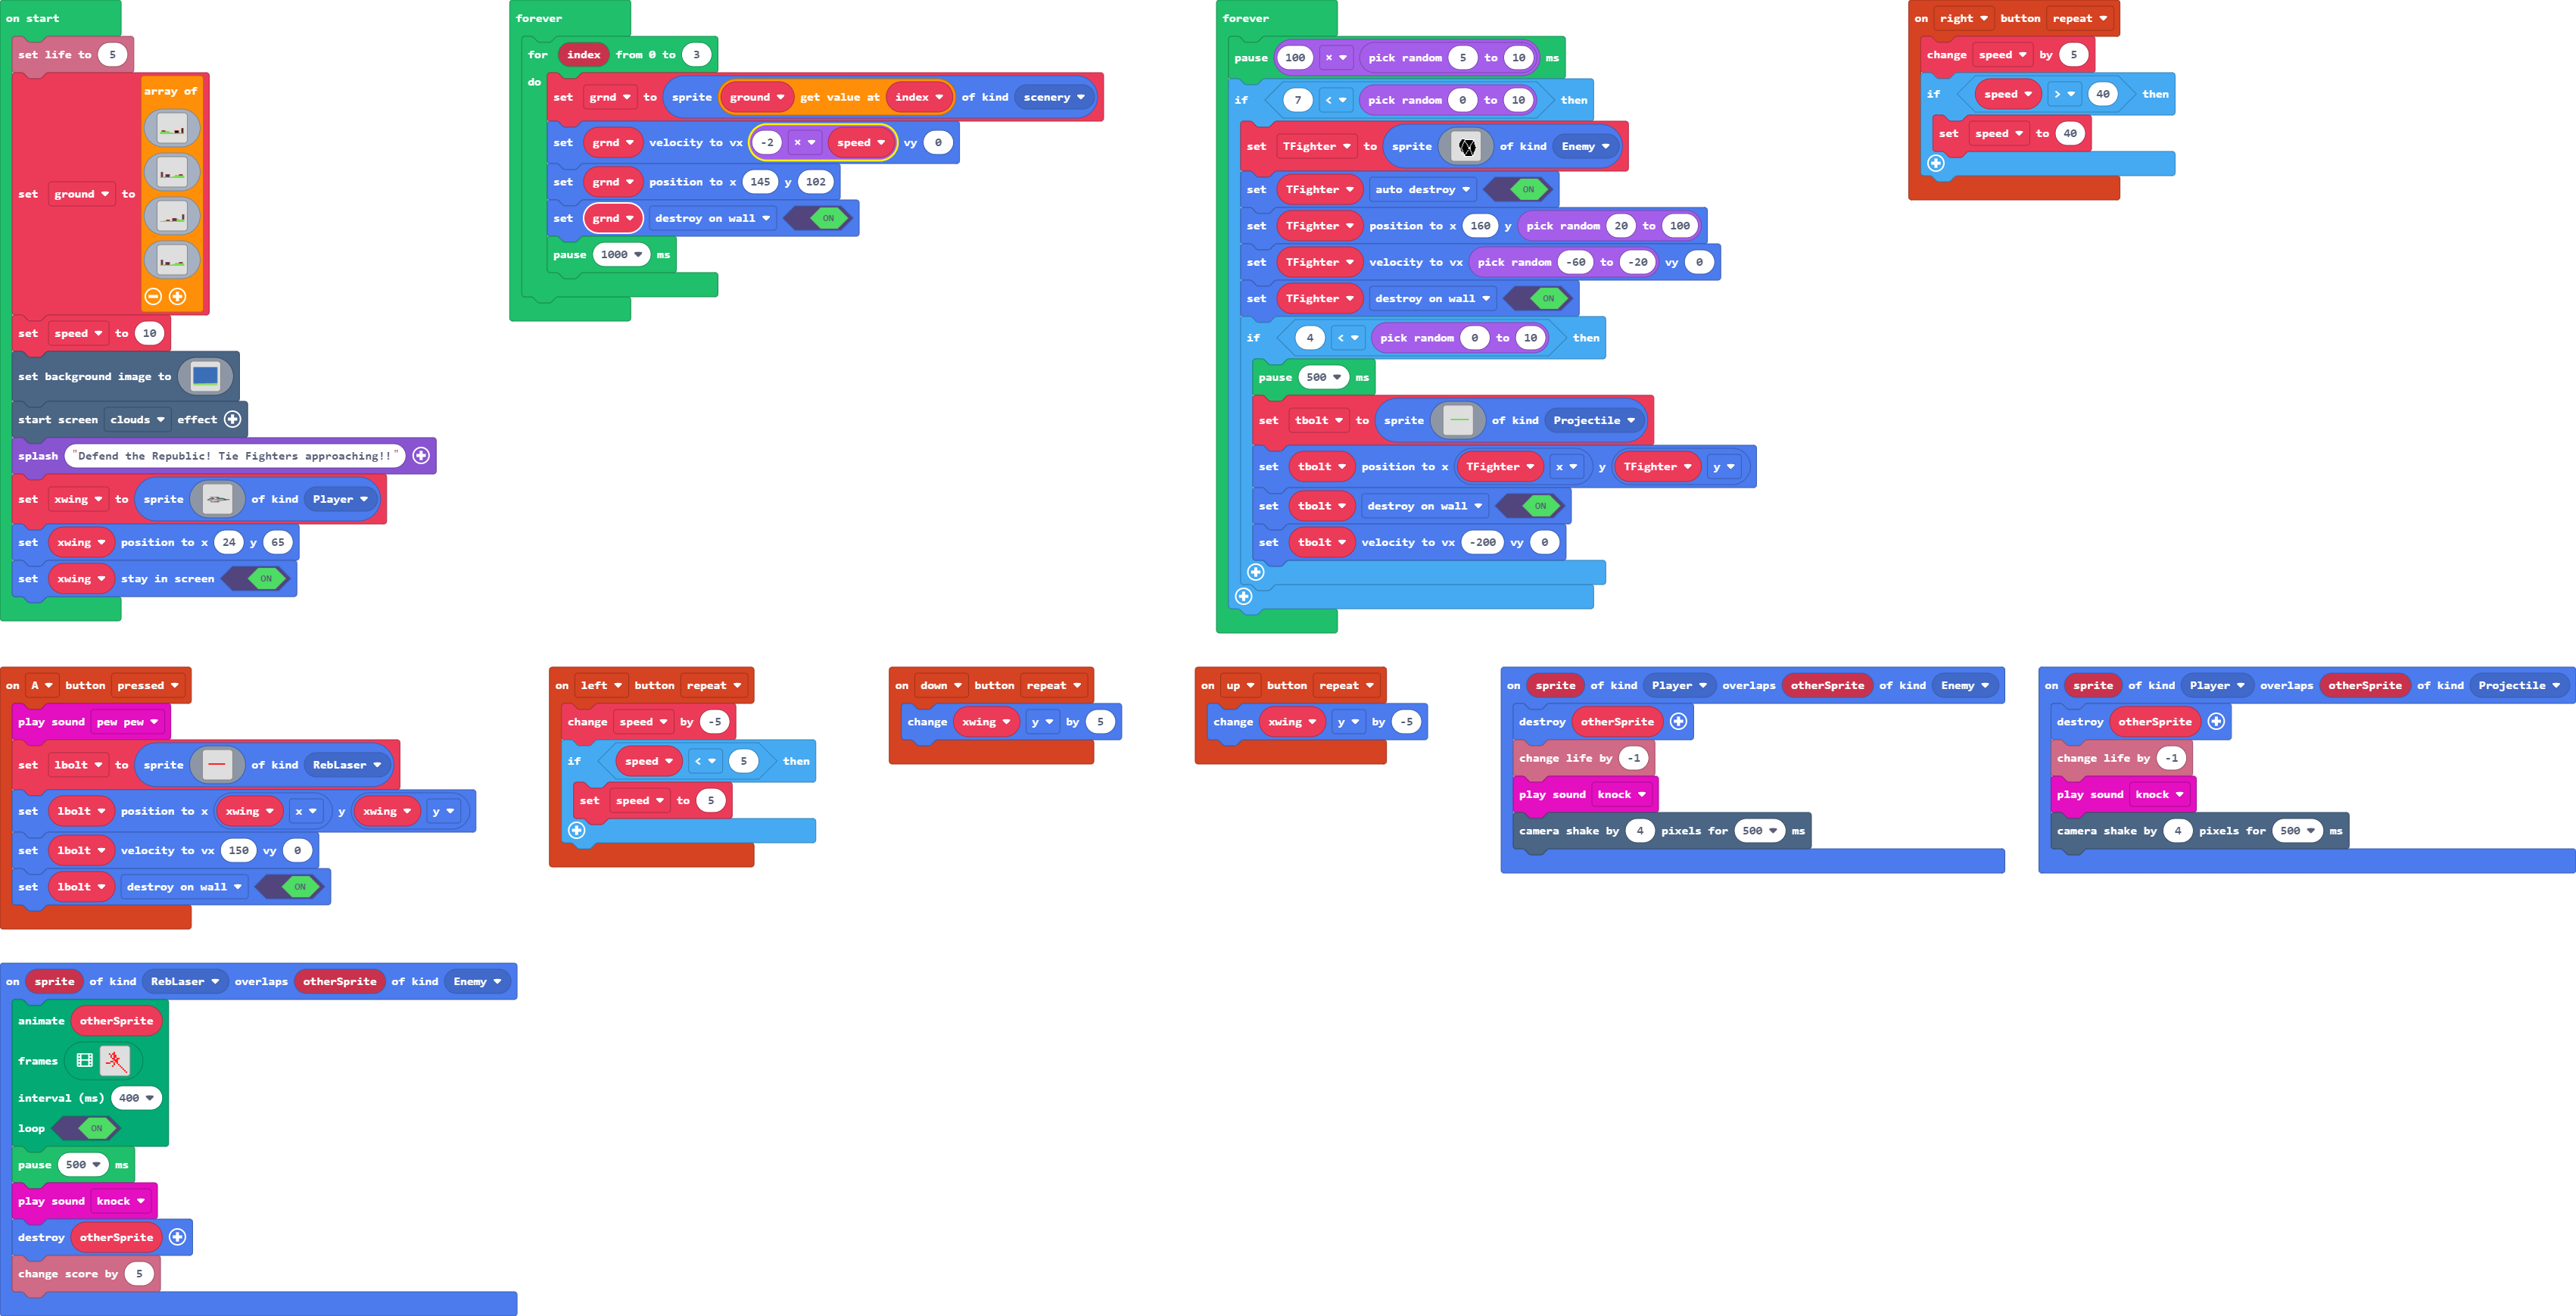 on start
set life to 5
set ground to array of
set speed to 10
set background image to
start screen clouds effect
splash "Defend the Republic! Tie Fighters approaching!!"
set xwing to sprite of kind Player
set xwing position to x 24 y 65
set xwing stay in screen ON
forever
for index from 0 to 3
do
set grnd to sprite ground get value at index of kind scenery
set grnd velocity to vx -2 × speed vy 0
set grnd position to x 145 y 102
set grnd destroy on wall ON
pause 1000 ms
forever
pause 100 × pick random 5 to 10 ms
if 7 < pick random 0 to 10 then
set TFighter to sprite of kind Enemy
set TFighter auto destroy ON
set TFighter position to x 160 y pick random 20 to 100
set TFighter velocity to vx pick random -60 to -20 vy 0
set TFighter destroy on wall ON
if 4 < pick random 0 to 10 then
pause 500 ms
set tbolt to sprite of kind Projectile
set tbolt position to x TFighter x y TFighter y
set tbolt destroy on wall ON
set tbolt velocity to vx -200 vy 0
on right button repeat
change speed by 5
if speed > 40 then
set speed to 40
on A button pressed
play sound pew pew
set lbolt to sprite of kind RebLaser
set lbolt position to x xwing x y xwing y
set lbolt velocity to vx 150 vy 0
set lbolt destroy on wall ON
on left button repeat
change speed by -5
if speed < 5 then
set speed to 5
on down button repeat
change xwing y by 5
on up button repeat
change xwing y by -5
on sprite of kind Player overlaps otherSprite of kind Enemy
destroy otherSprite
change life by -1
play sound knock
camera shake by 4 pixels for 500 ms
on sprite of kind Player overlaps otherSprite of kind Projectile
destroy otherSprite
change life by -1
play sound knock
camera shake by 4 pixels for 500 ms
on sprite of kind RebLaser overlaps otherSprite of kind Enemy
animate otherSprite
frames
interval (ms) 400
loop ON
pause 500 ms
play sound knock
destroy otherSprite
change score by 5